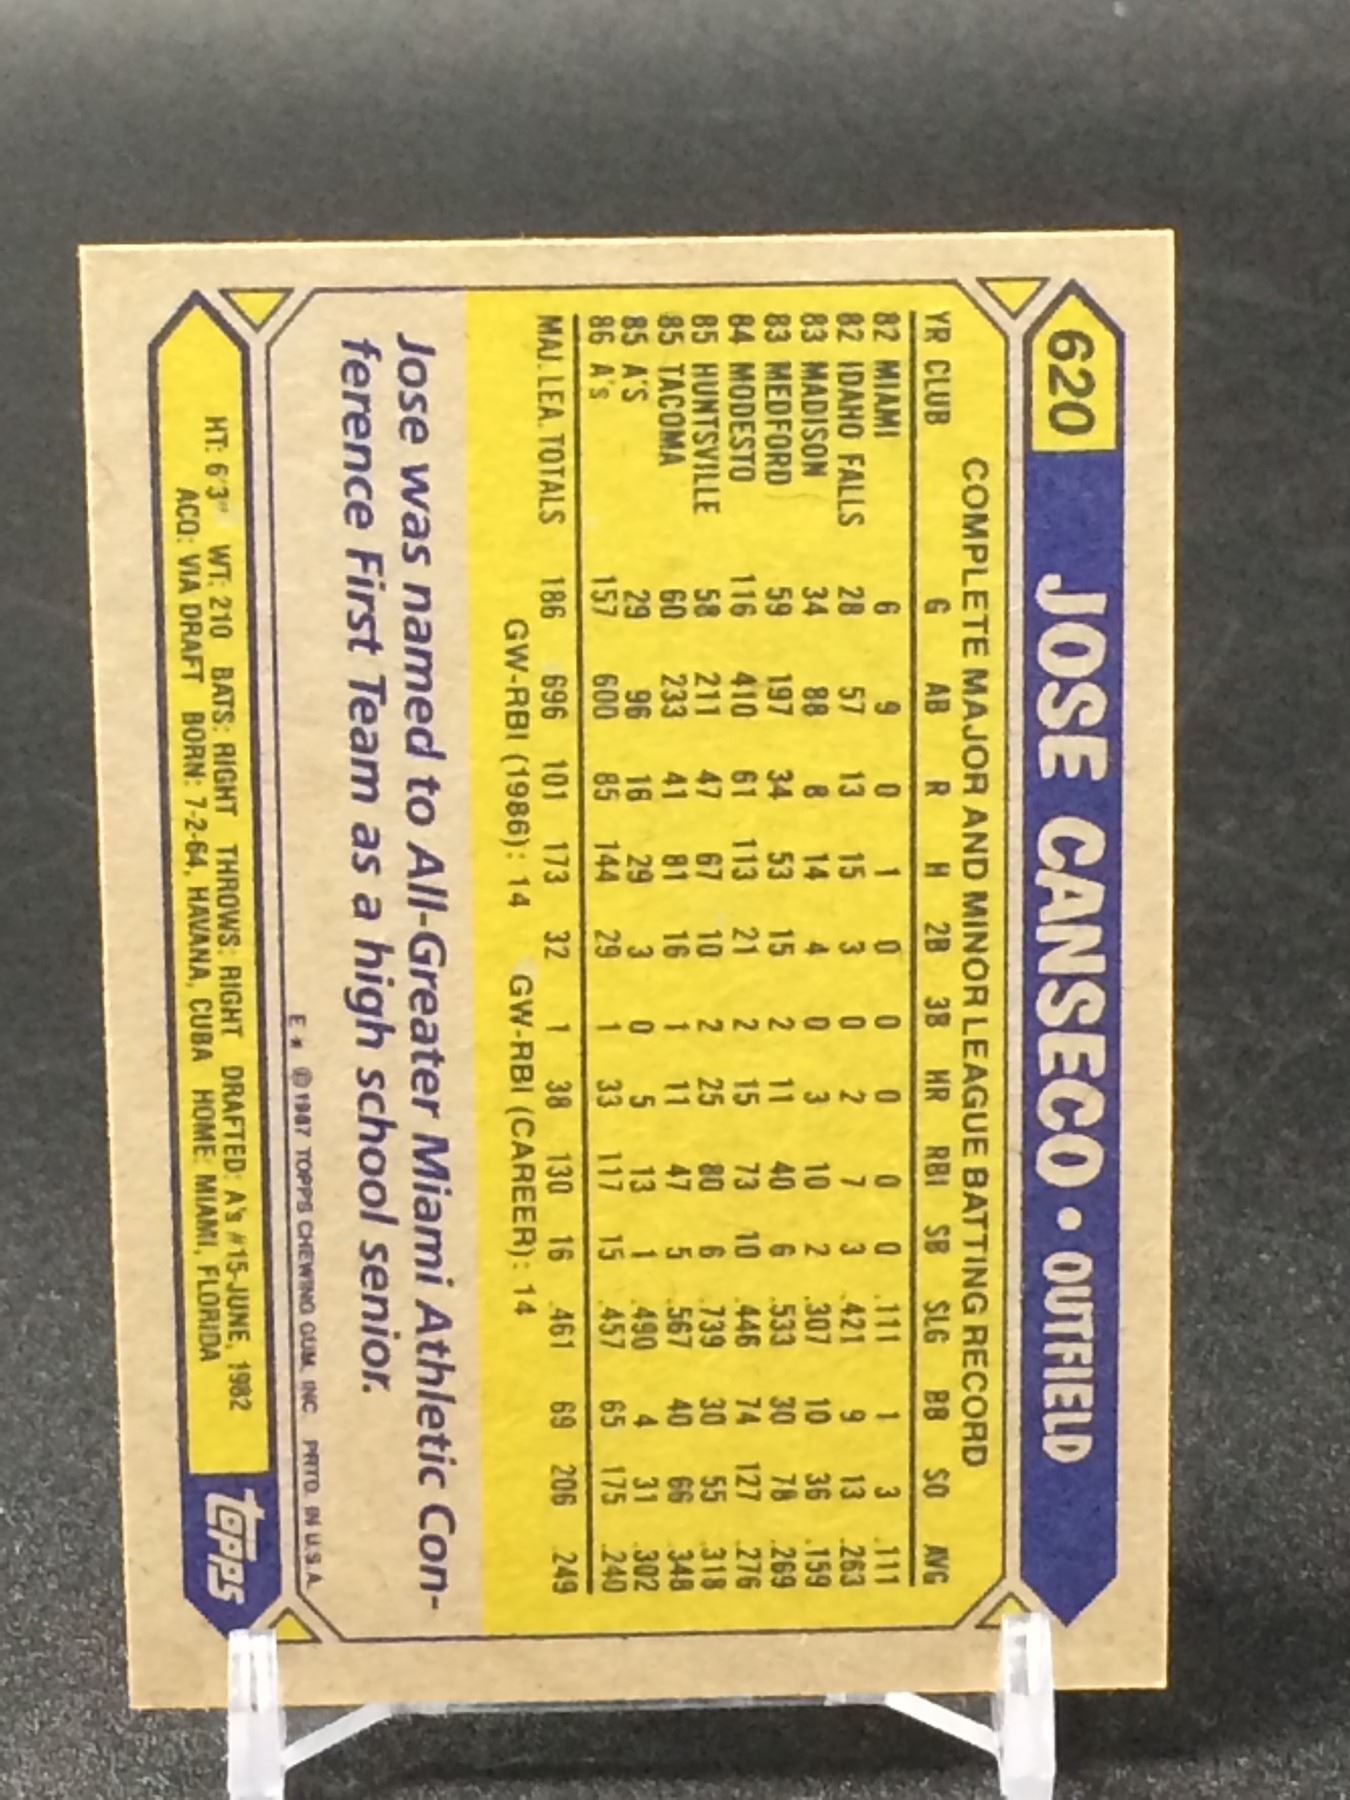 620 JOSE CANSECO • OUTFIELD
COMPLETE MAJOR AND MINOR LEAGUE BATTING RECORD
YR CLUB G AB R H 2B 3B HR RBI SB SLG BB SO AVG
82 MIAMI 6 9 0 1 0 0 0 0 0 .111 1 3 .111
82 IDAHO FALLS 28 57 13 15 3 0 2 7 3 .421 9 13 .263
83 MADISON 34 88 8 14 4 0 3 10 2 .307 10 36 .159
83 MEDFORD 59 197 34 53 15 2 11 40 6 .533 30 78 .269
84 MODESTO 116 410 61 113 21 2 15 73 10 .446 74 127 .276
85 HUNTSVILLE 58 211 47 67 10 2 25 80 6 .739 30 55 .318
85 TACOMA 60 233 41 81 16 1 11 47 5 .567 40 66 .348
85 A'S 29 96 16 29 3 0 5 13 1 .490 4 31 .302
86 A's 157 600 85 144 29 1 33 117 15 .457 65 175 .240
MAJ. LEA. TOTALS 186 696 101 173 32 1 38 130 16 .461 69 206 .249
GW-RBI (1986): 14 GW-RBI (CAREER): 14
Jose was named to All-Greater Miami Athletic Con-
ference First Team as a high school senior.
E * © 1987 TOPPS CHEWING GUM, INC. PRTD. IN U.S.A.
HT: 6'3" WT: 210 BATS: RIGHT THROWS: RIGHT DRAFTED: A's #15-JUNE, 1982
ACQ: VIA DRAFT BORN: 7-2-64, HAVANA, CUBA HOME: MIAMI, FLORIDA
topps